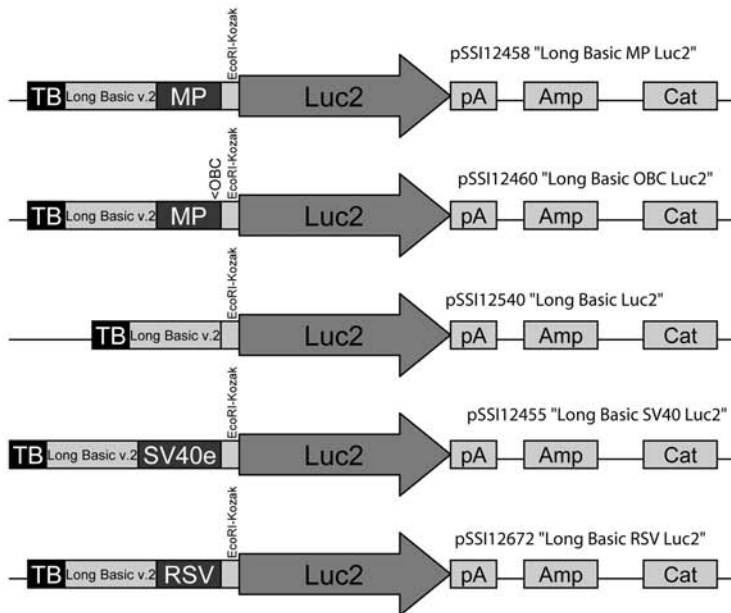 pSSI12458 "Long Basic MP Luc2"
EcoRI-Kozak
TB Long Basic v.2 MP Luc2 pA Amp Cat
pSSI12460 "Long Basic OBC Luc2"
<OBC
EcoRI-Kozak
TB Long Basic v.2 MP Luc2 pA Amp Cat
pSSI12540 "Long Basic Luc2"
EcoRI-Kozak
TB Long Basic v.2 Luc2 pA Amp Cat
pSSI12455 "Long Basic SV40 Luc2"
EcoRI-Kozak
TB Long Basic v.2 SV40e Luc2 pA Amp Cat
pSSI12672 "Long Basic RSV Luc2"
EcoRI-Kozak
TB Long Basic v.2 RSV Luc2 pA Amp Cat